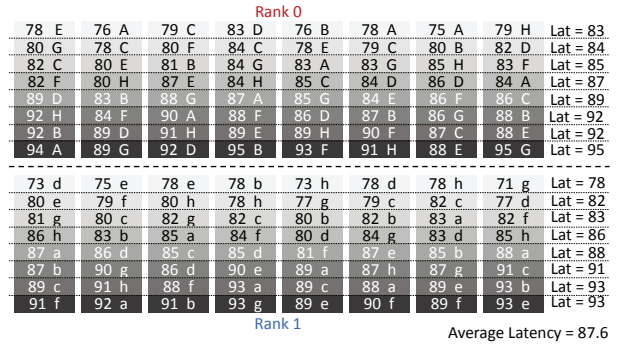 Rank 0
78 E 76 A 79 C 83 D 76 B 78 A 75 A 79 H Lat = 83
80 G 78 C 80 F 84 C 78 E 79 C 80 B 82 D Lat = 84
82 C 80 E 81 B 84 G 83 A 83 G 85 H 83 F Lat = 85
82 F 80 H 87 E 84 H 85 C 84 D 86 D 84 A Lat = 87
89 D 83 B 88 G 87 A 85 G 84 E 86 F 86 C Lat = 89
92 H 84 F 90 A 88 F 86 D 87 B 86 G 88 B Lat = 92
92 B 89 D 91 H 89 E 89 H 90 F 87 C 88 E Lat = 92
94 A 89 G 92 D 95 B 93 F 91 H 88 E 95 G Lat = 95
73 d 75 e 78 e 78 b 73 h 78 d 78 h 71 g Lat = 78
80 e 79 f 80 h 78 h 77 g 79 c 82 c 77 d Lat = 82
81 g 80 c 82 g 82 c 80 b 82 b 83 a 82 f Lat = 83
86 h 83 b 85 a 84 f 80 d 84 g 83 d 85 h Lat = 86
87 a 86 d 85 c 85 d 81 f 87 e 85 b 88 a Lat = 88
87 b 90 g 86 d 90 e 89 a 87 h 87 g 91 c Lat = 91
89 c 91 h 88 f 93 a 89 c 88 a 89 e 93 b Lat = 93
91 f 92 a 91 b 93 g 89 e 90 f 89 f 93 e Lat = 93
Rank 1
Average Latency = 87.6